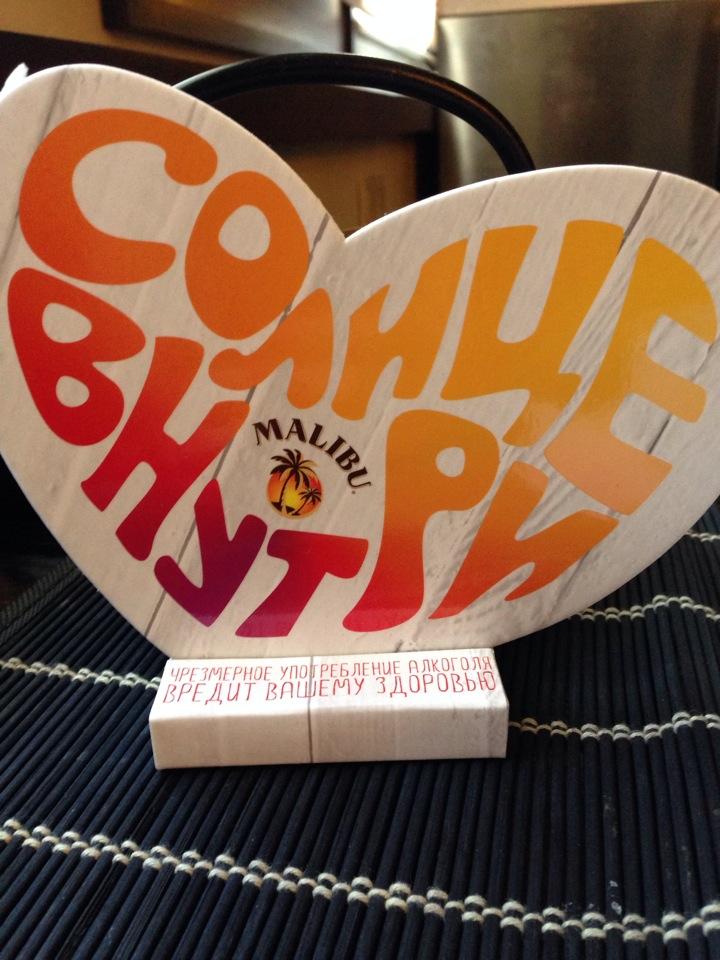 СОЛНЦЕ
ВНУТРИ
MALIBU
ЧРЕЗМЕРНОЕ УПОТРЕБЛЕНИЕ АЛКОГОЛЯ
ВРЕДИТ ВАШЕМУ ЗДОРОВЬЮ